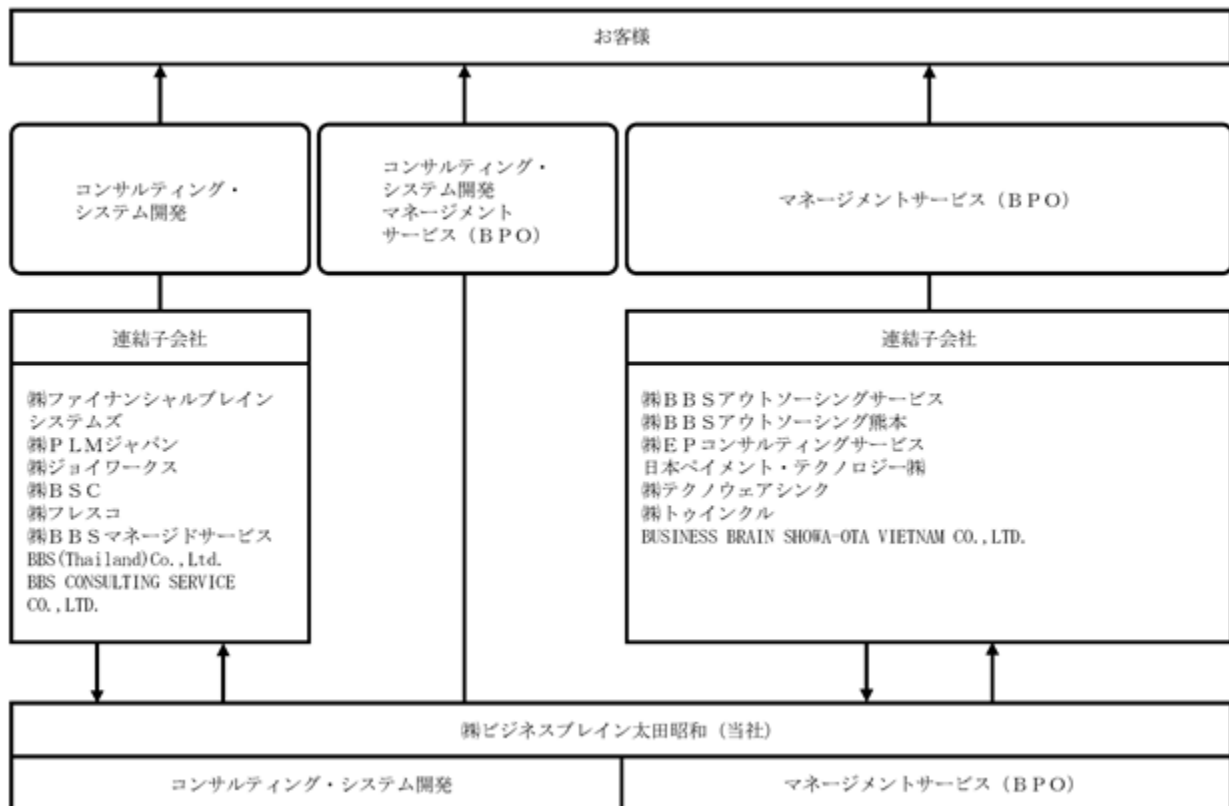 お客様
コンサルティング・
システム開発
コンサルティング・
システム開発
マネージメント
サービス（ＢＰＯ）
マネージメントサービス（ＢＰＯ）
連結子会社
㈱ファイナンシャルブレイン
システムズ
㈱ＰＬＭジャパン
㈱ジョイワークス
㈱ＢＳＣ
㈱フレスコ
㈱ＢＢＳマネージドサービス
BBS(Thailand)Co.,Ltd.
BBS CONSULTING SERVICE
CO.,LTD.
連結子会社
㈱ＢＢＳアウトソーシングサービス
㈱ＢＢＳアウトソーシング熊本
㈱ＥＰコンサルティングサービス
日本ペイメント・テクノロジー㈱
㈱テクノウェアシンク
㈱トゥインクル
BUSINESS BRAIN SHOWA-OTA VIETNAM CO.,LTD.
㈱ビジネスブレイン太田昭和（当社）
コンサルティング・システム開発
マネージメントサービス（ＢＰＯ）